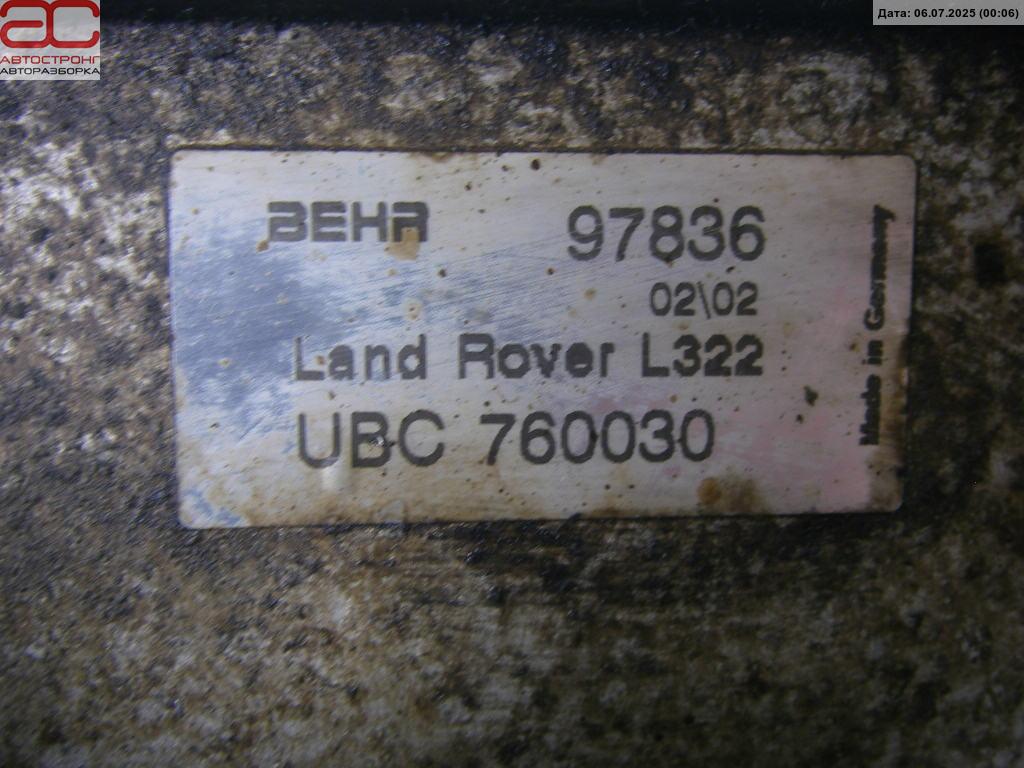 Дата: 06.07.2025 (00:06)
АС
АВТОСТРОНГ
АВТОРАЗБОРКА
BEHR 97836
02\02
Land Rover L322
UBC 760030
Made in Germany